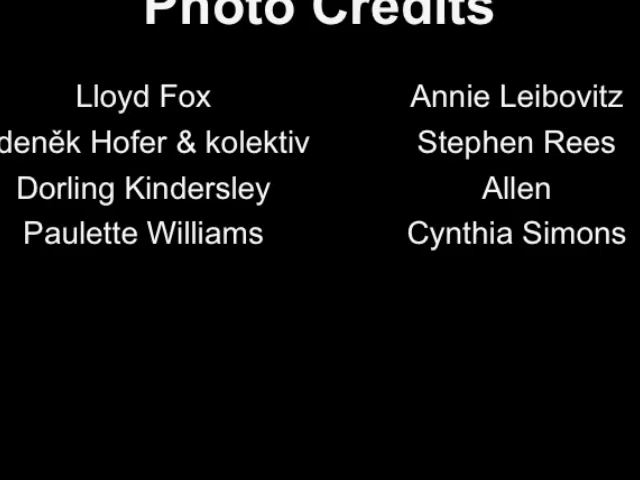 Photo Credits
Lloyd Fox
deněk Hofer & kolektiv
Dorling Kindersley
Paulette Williams
Annie Leibovitz
Stephen Rees
Allen
Cynthia Simons